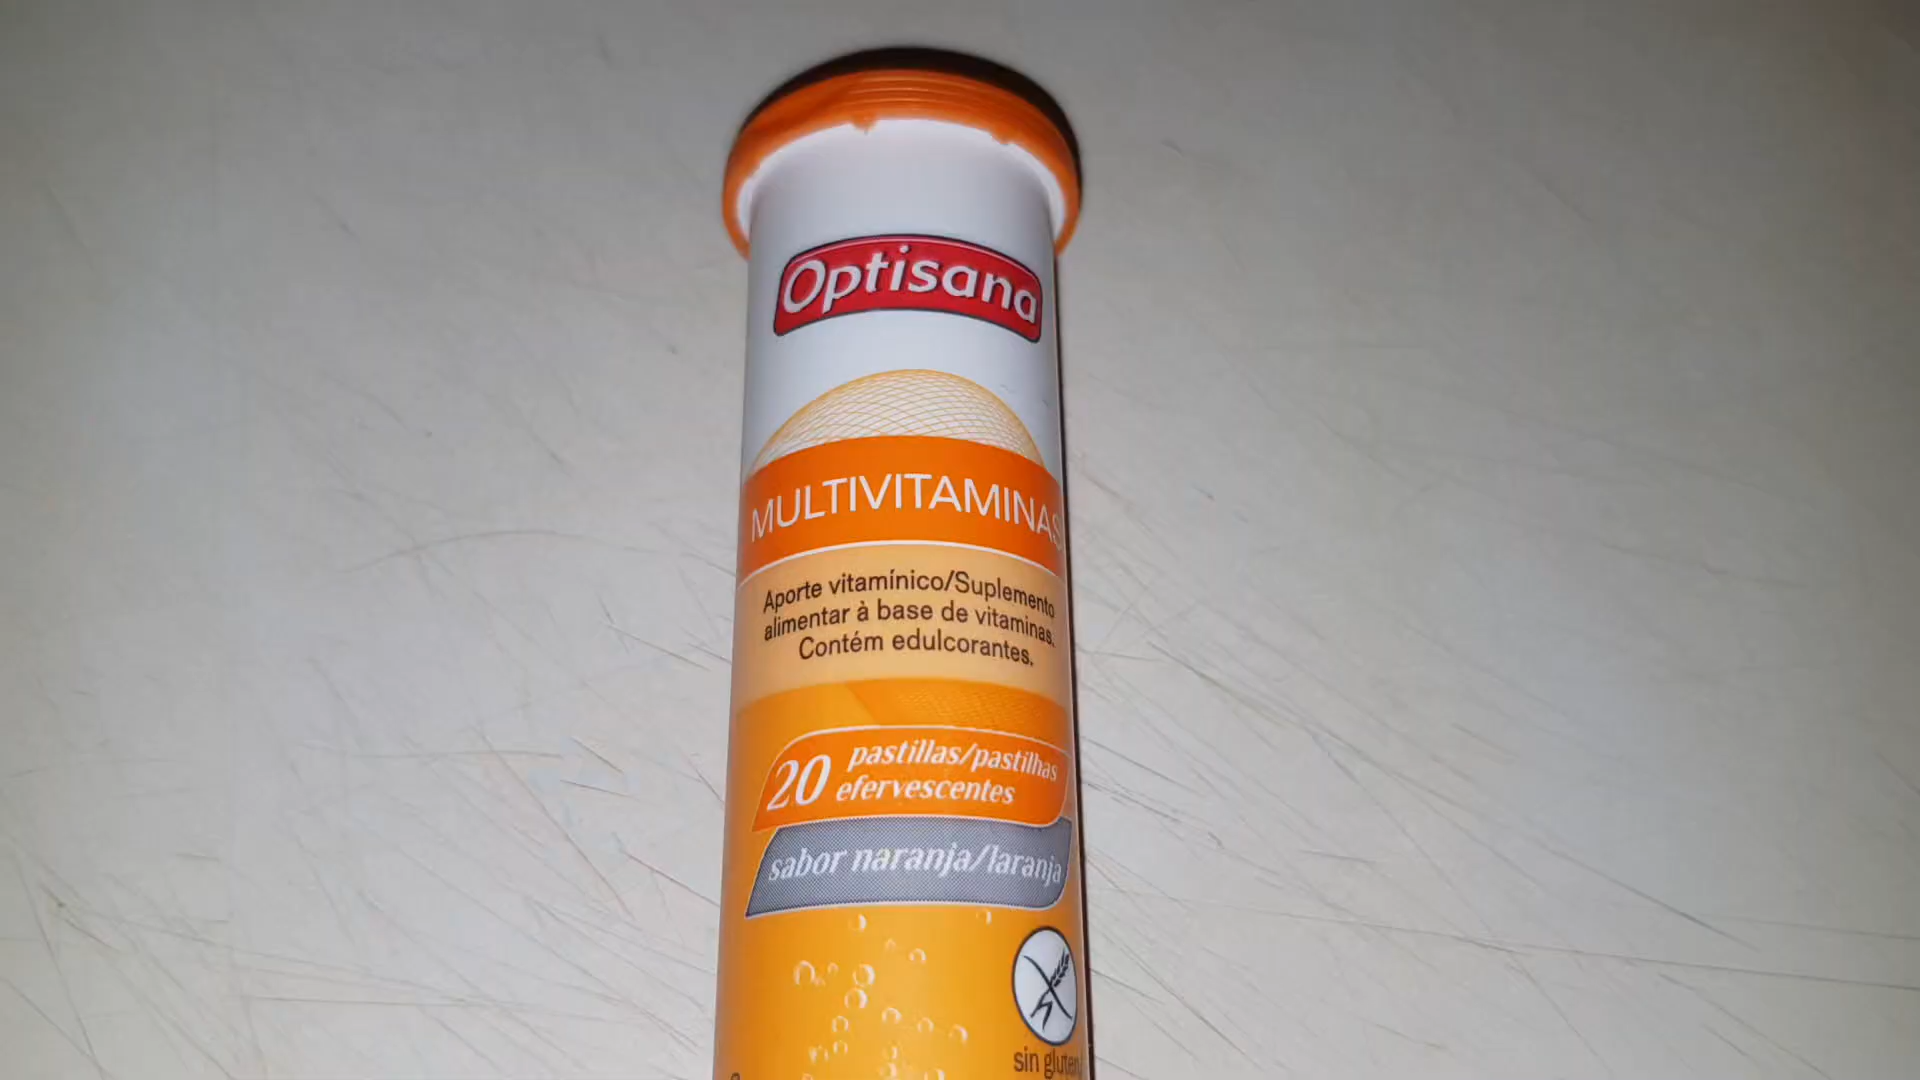 Optisana
MULTIVITAMINAS
Aporte vitamínico/Suplemento
alimentar à base de vitaminas.
Contém edulcorantes.
20 pastillas/pastilhas
efervescentes
sabor naranja/laranja
sin gluten/